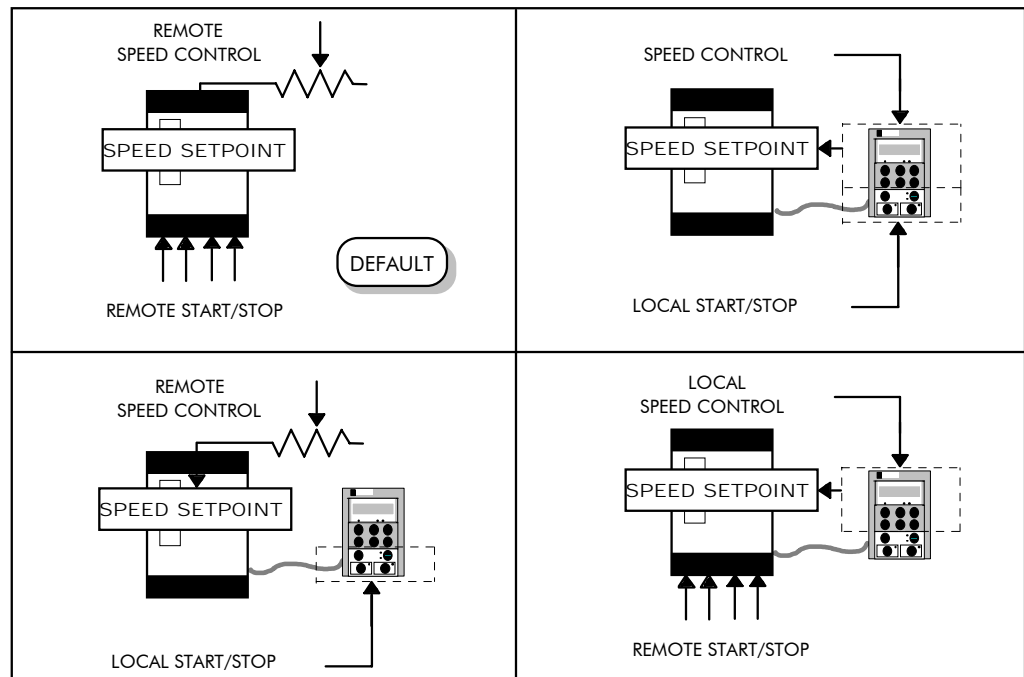 REMOTE
SPEED CONTROL
SPEED SETPOINT
DEFAULT
REMOTE START/STOP
SPEED CONTROL
SPEED SETPOINT
LOCAL START/STOP
REMOTE
SPEED CONTROL
SPEED SETPOINT
LOCAL START/STOP
LOCAL
SPEED CONTROL
SPEED SETPOINT
REMOTE START/STOP